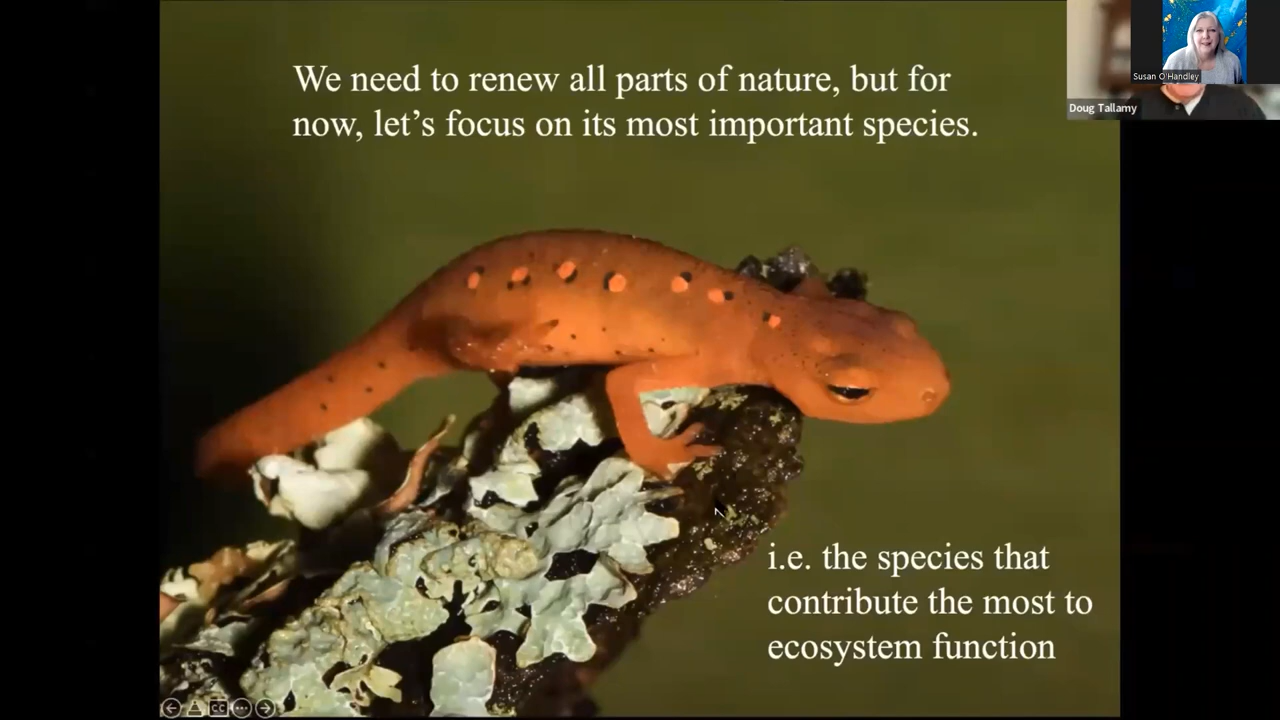 We need to renew all parts of nature, but for
now, let’s focus on its most important species.
Susan O'Handley
Doug Tallamy
i.e. the species that
contribute the most to
ecosystem function
CC